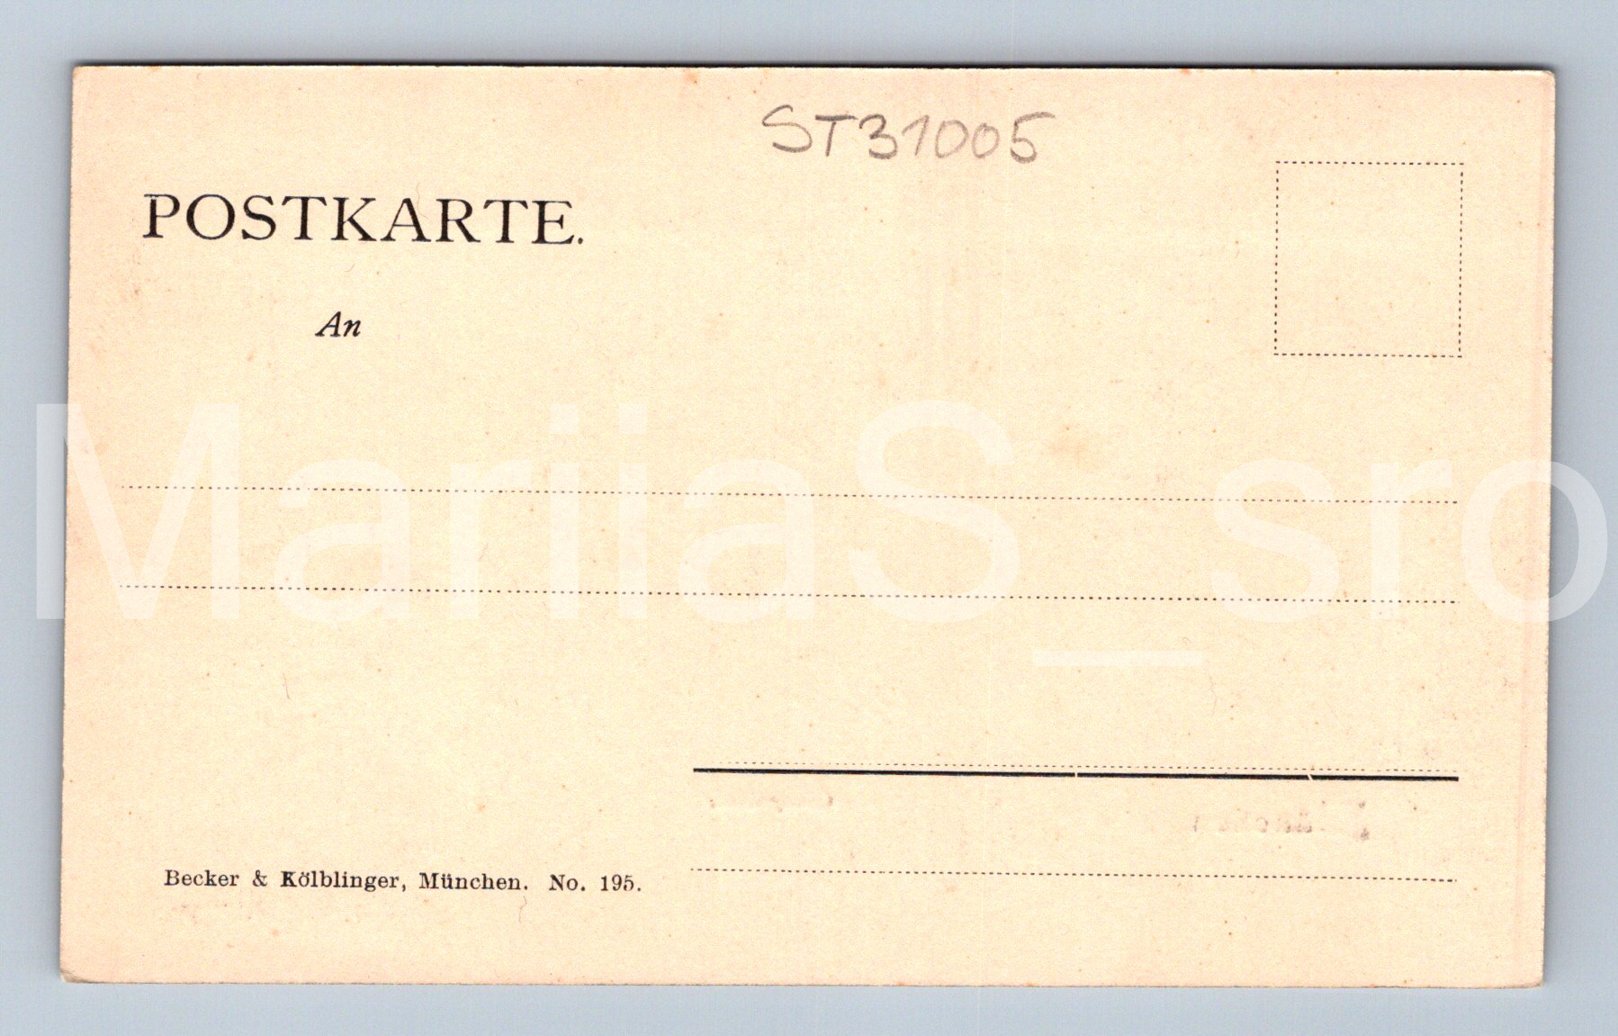 ST31005
POSTKARTE.
An
MariiaS_sro
Becker & Kölblinger, München. No. 195.